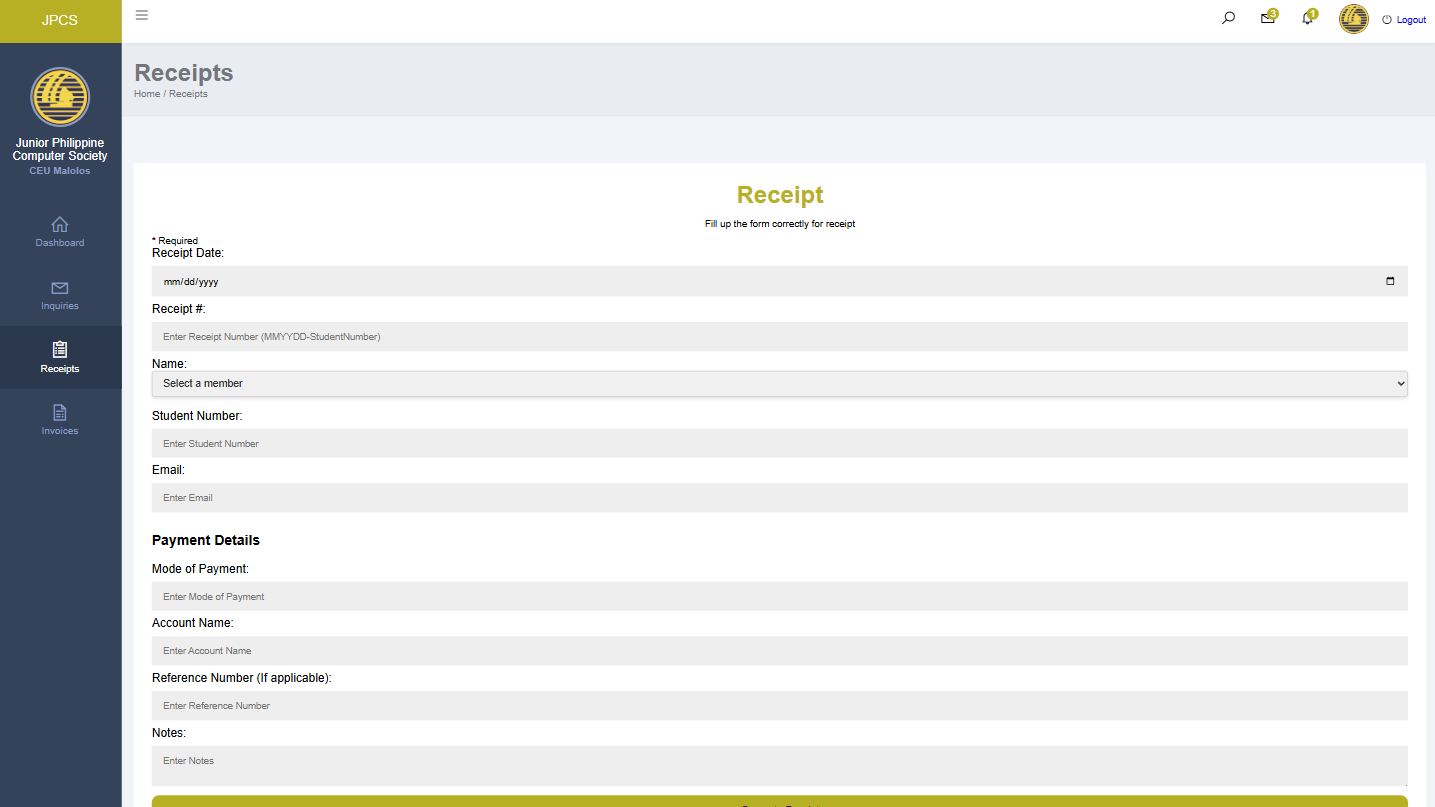 JPCS
3
1
Logout
Junior Philippine
Computer Society
CEU Malolos
Dashboard
Inquiries
Receipts
Invoices
Receipts
Home / Receipts
Receipt
Fill up the form correctly for receipt
* Required
Receipt Date:
mm/dd/yyyy
Receipt #:
Enter Receipt Number (MMYYDD-StudentNumber)
Name:
Select a member
Student Number:
Enter Student Number
Email:
Enter Email
Payment Details
Mode of Payment:
Enter Mode of Payment
Account Name:
Enter Account Name
Reference Number (If applicable):
Enter Reference Number
Notes:
Enter Notes